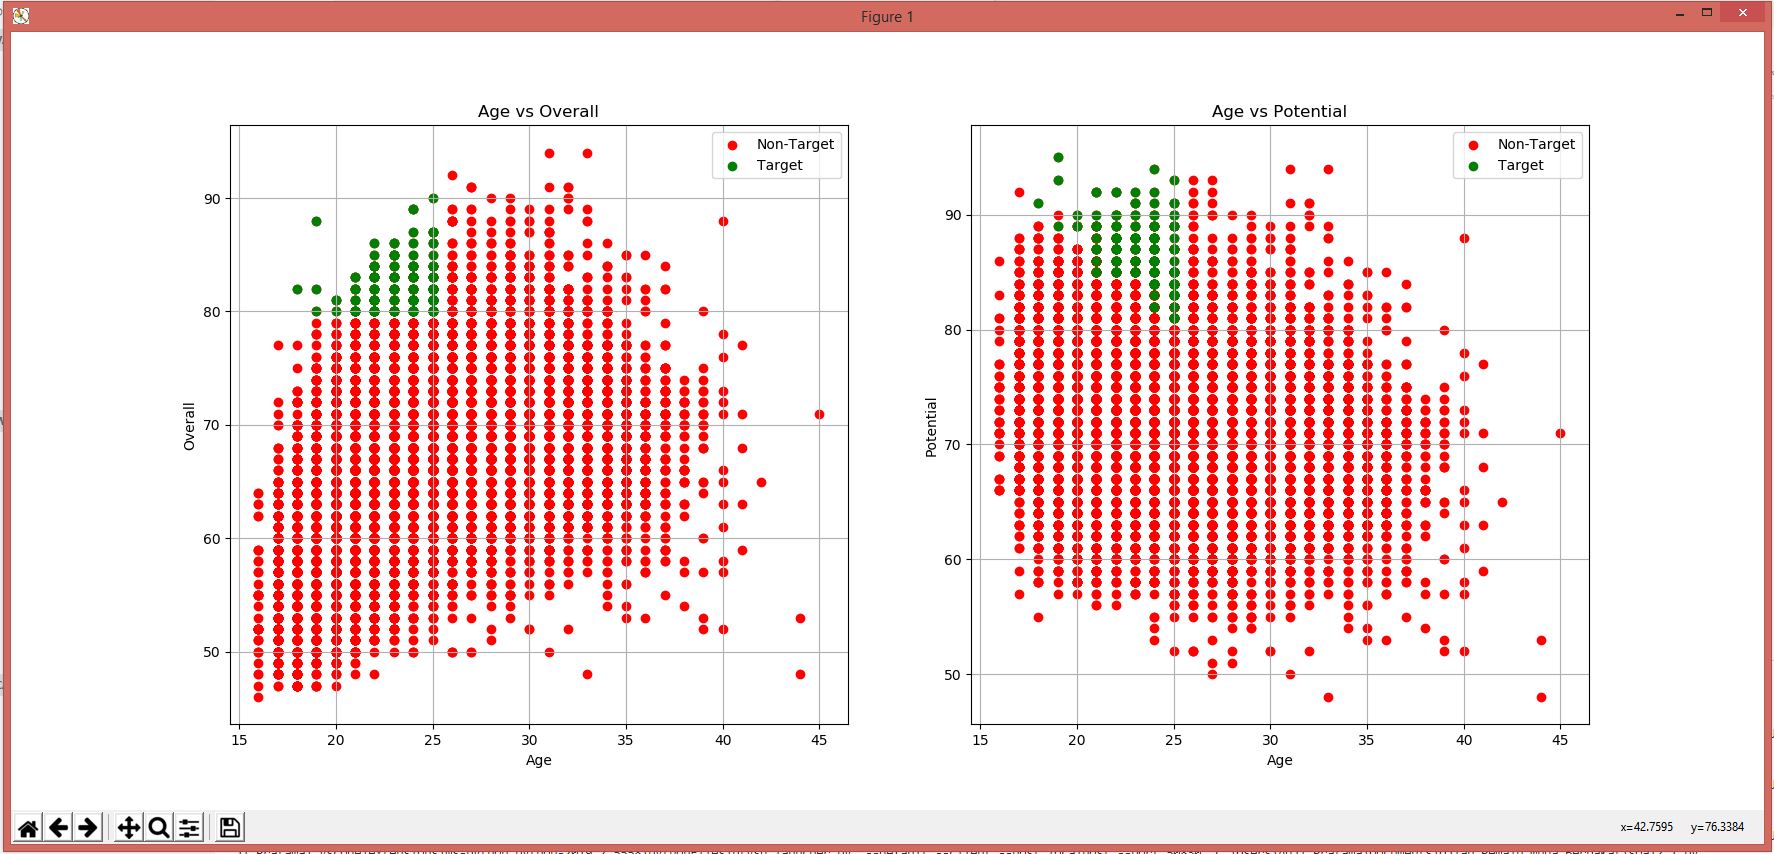 Figure 1
Age vs Overall
Non-Target
Target
90
80
70
60
50
Overall
15 20 25 30 35 40 45
Age
Age vs Potential
Non-Target
Target
90
80
70
60
50
Potential
15 20 25 30 35 40 45
Age
x=42.7595 y=76.3384